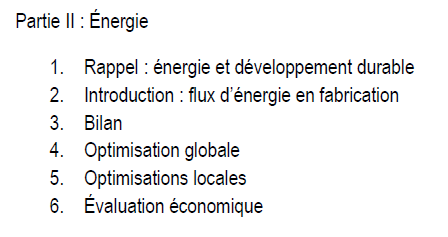 Partie II : Énergie
1. Rappel : énergie et développement durable
2. Introduction : flux d'énergie en fabrication
3. Bilan
4. Optimisation globale
5. Optimisations locales
6. Évaluation économique